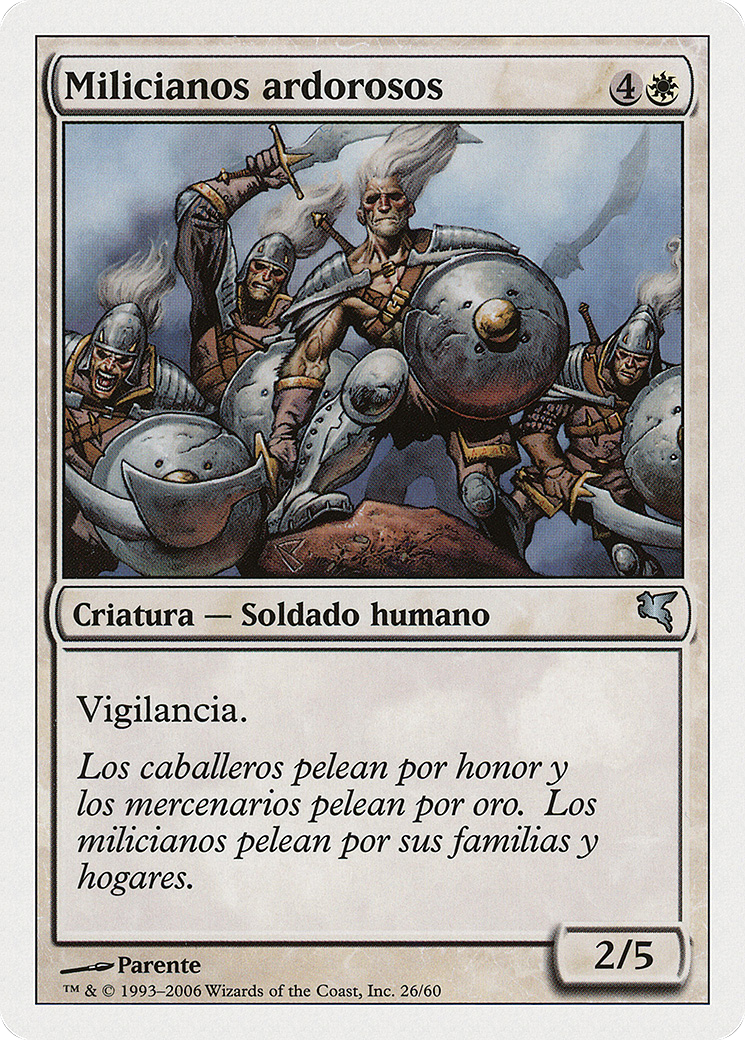 Milicianos ardorosos 4
Criatura — Soldado humano
Vigilancia.
Los caballeros pelean por honor y
los mercenarios pelean por oro. Los
milicianos pelean por sus familias y
hogares.
2/5
Parente
™ & © 1993–2006 Wizards of the Coast, Inc. 26/60